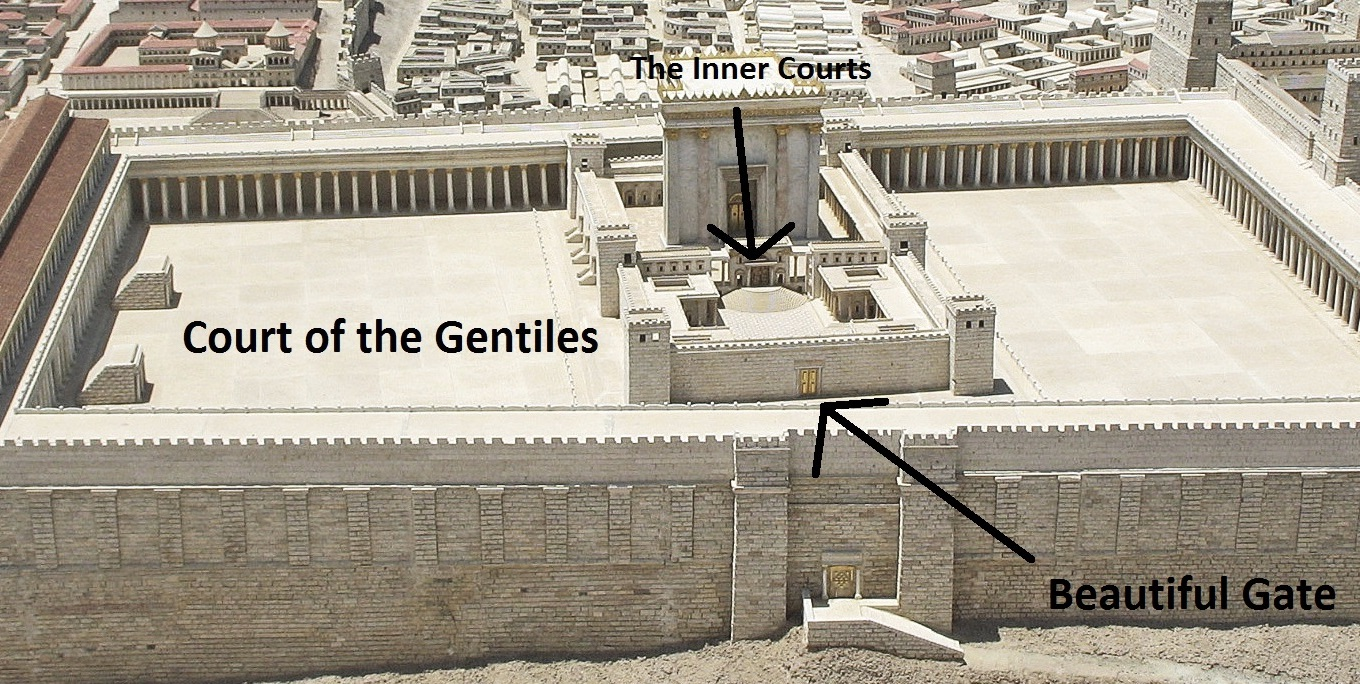 The Inner Courts
Court of the Gentiles
Beautiful Gate